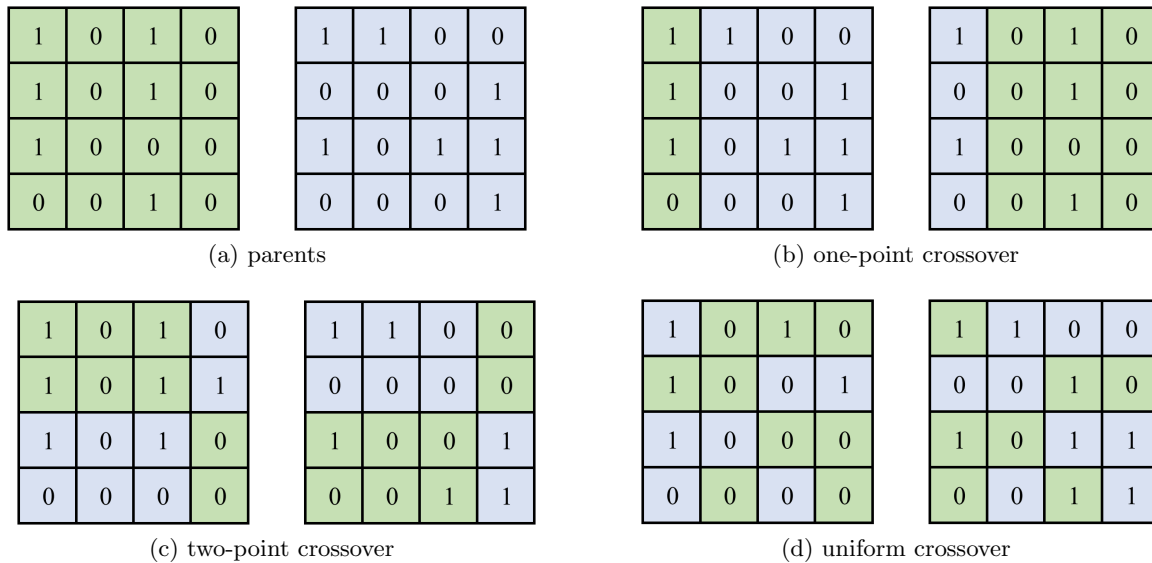 1 0 1 0 1 1 0 0 1 1 0 0 1 0 1 0
1 0 1 0 0 0 0 1 1 0 0 1 0 0 1 0
1 0 0 0 1 0 1 1 1 0 1 1 1 0 0 0
0 0 1 0 0 0 0 1 0 0 0 1 0 0 1 0
(a) parents (b) one-point crossover
1 0 1 0 1 1 0 0 1 0 1 0 1 1 0 0
1 0 1 1 0 0 0 0 1 0 0 1 0 0 1 0
1 0 1 0 1 0 0 1 1 0 0 0 1 0 1 1
0 0 0 0 0 0 1 1 0 0 0 0 0 0 1 1
(c) two-point crossover (d) uniform crossover